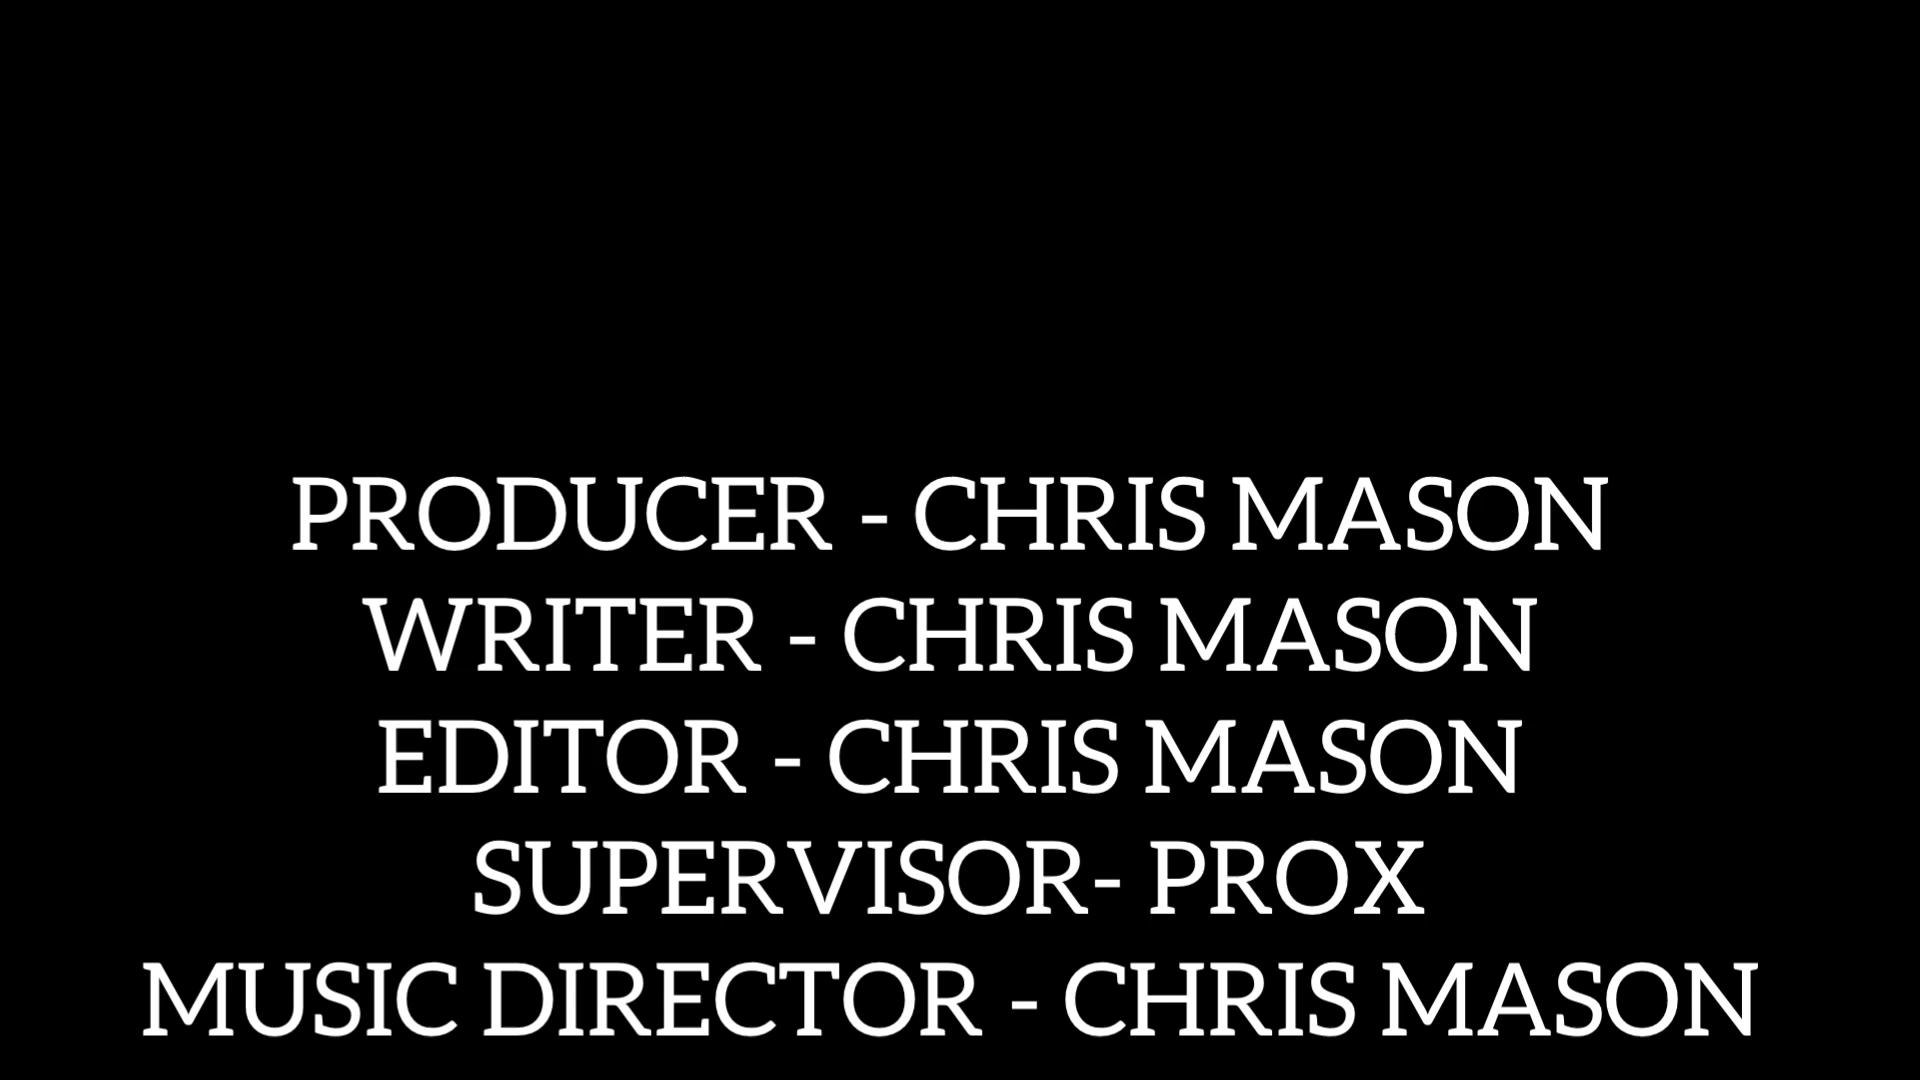 PRODUCER - CHRIS MASON
WRITER - CHRIS MASON
EDITOR - CHRIS MASON
SUPERVISOR- PROX
MUSIC DIRECTOR - CHRIS MASON